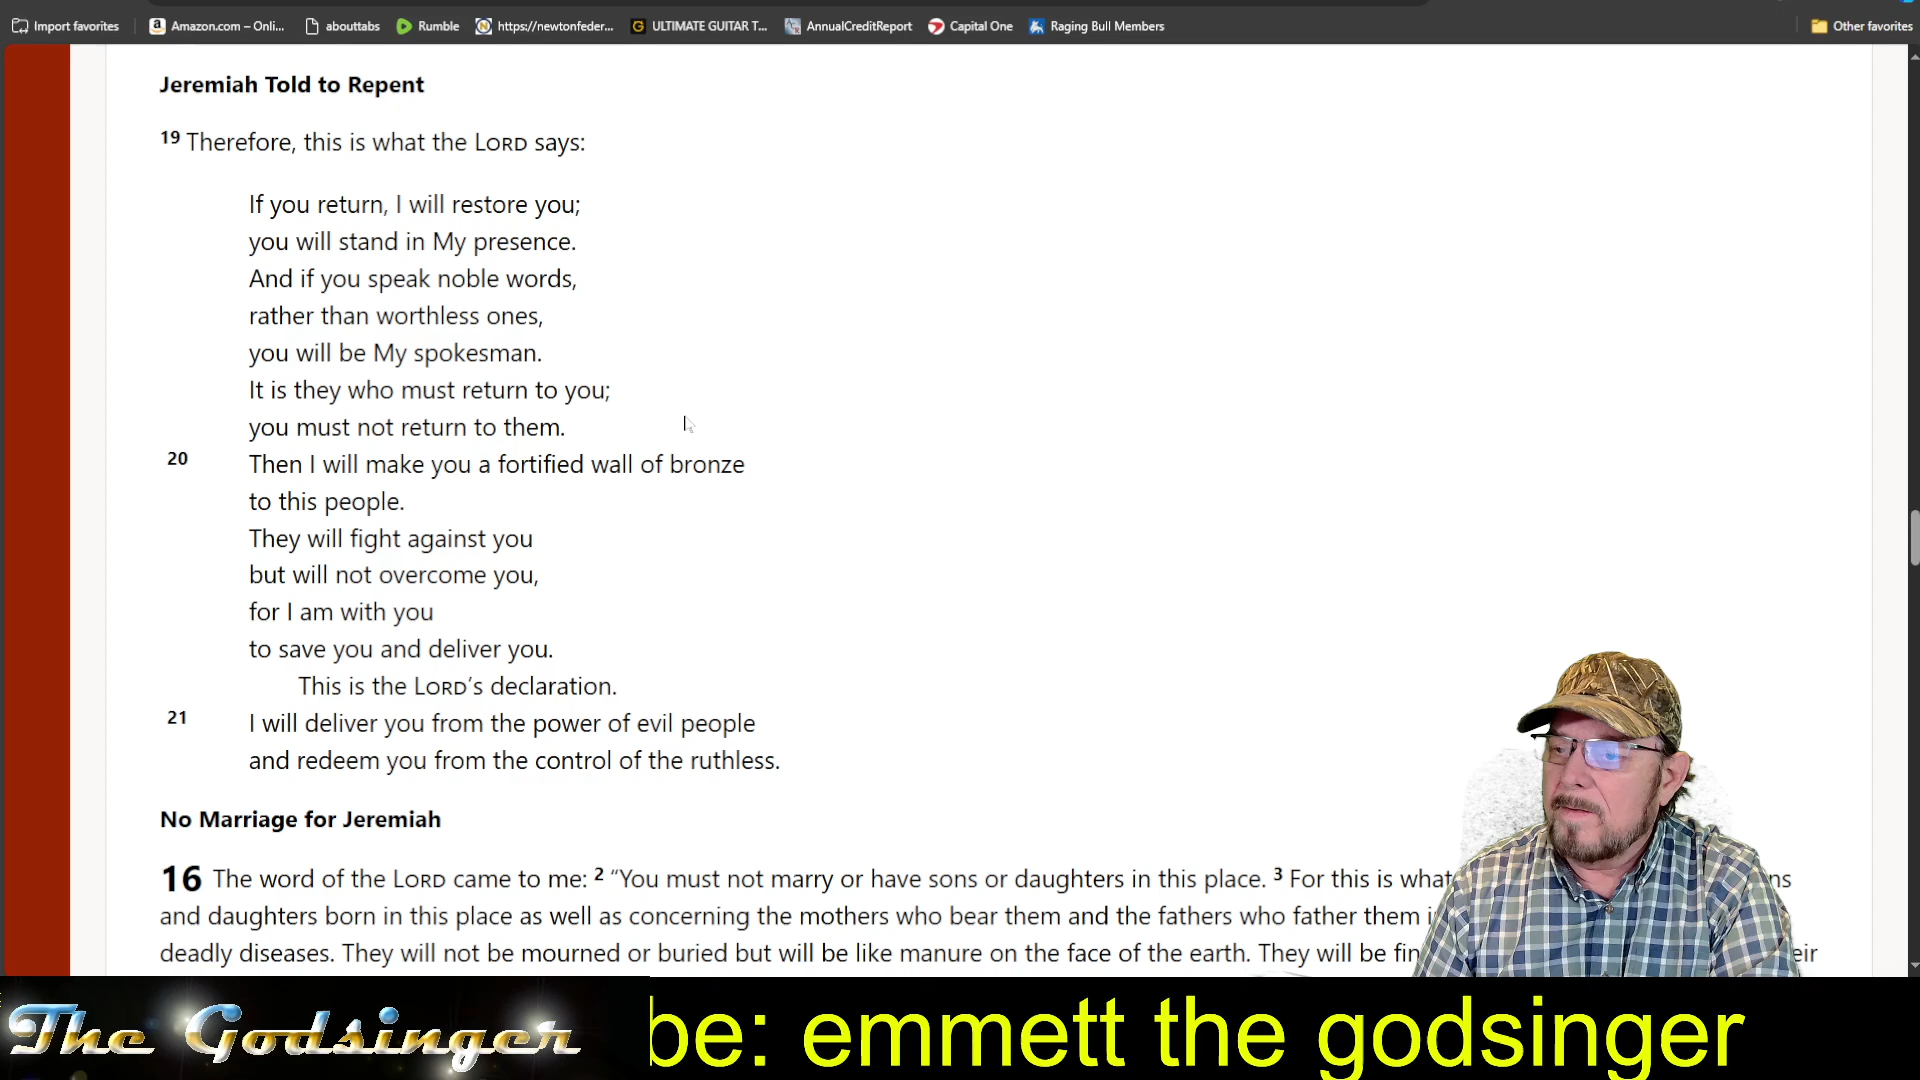 Import favorites
Amazon.com – Onli...
abouttabs
Rumble
https://newtonfeder...
ULTIMATE GUITAR T...
AnnualCreditReport
Capital One
Raging Bull Members
Other favorites
Jeremiah Told to Repent
19 Therefore, this is what the LORD says:
If you return, I will restore you;
you will stand in My presence.
And if you speak noble words,
rather than worthless ones,
you will be My spokesman.
It is they who must return to you;
you must not return to them.
20 Then I will make you a fortified wall of bronze
to this people.
They will fight against you
but will not overcome you,
for I am with you
to save you and deliver you.
This is the LORD's declaration.
21 I will deliver you from the power of evil people
and redeem you from the control of the ruthless.
No Marriage for Jeremiah
16 The word of the LORD came to me: 2 “You must not marry or have sons or daughters in this place. 3 For this is what
and daughters born in this place as well as concerning the mothers who bear them and the fathers who father them
deadly diseases. They will not be mourned or buried but will be like manure on the face of the earth. They will be
The Godsinger
be: emmett the godsinger